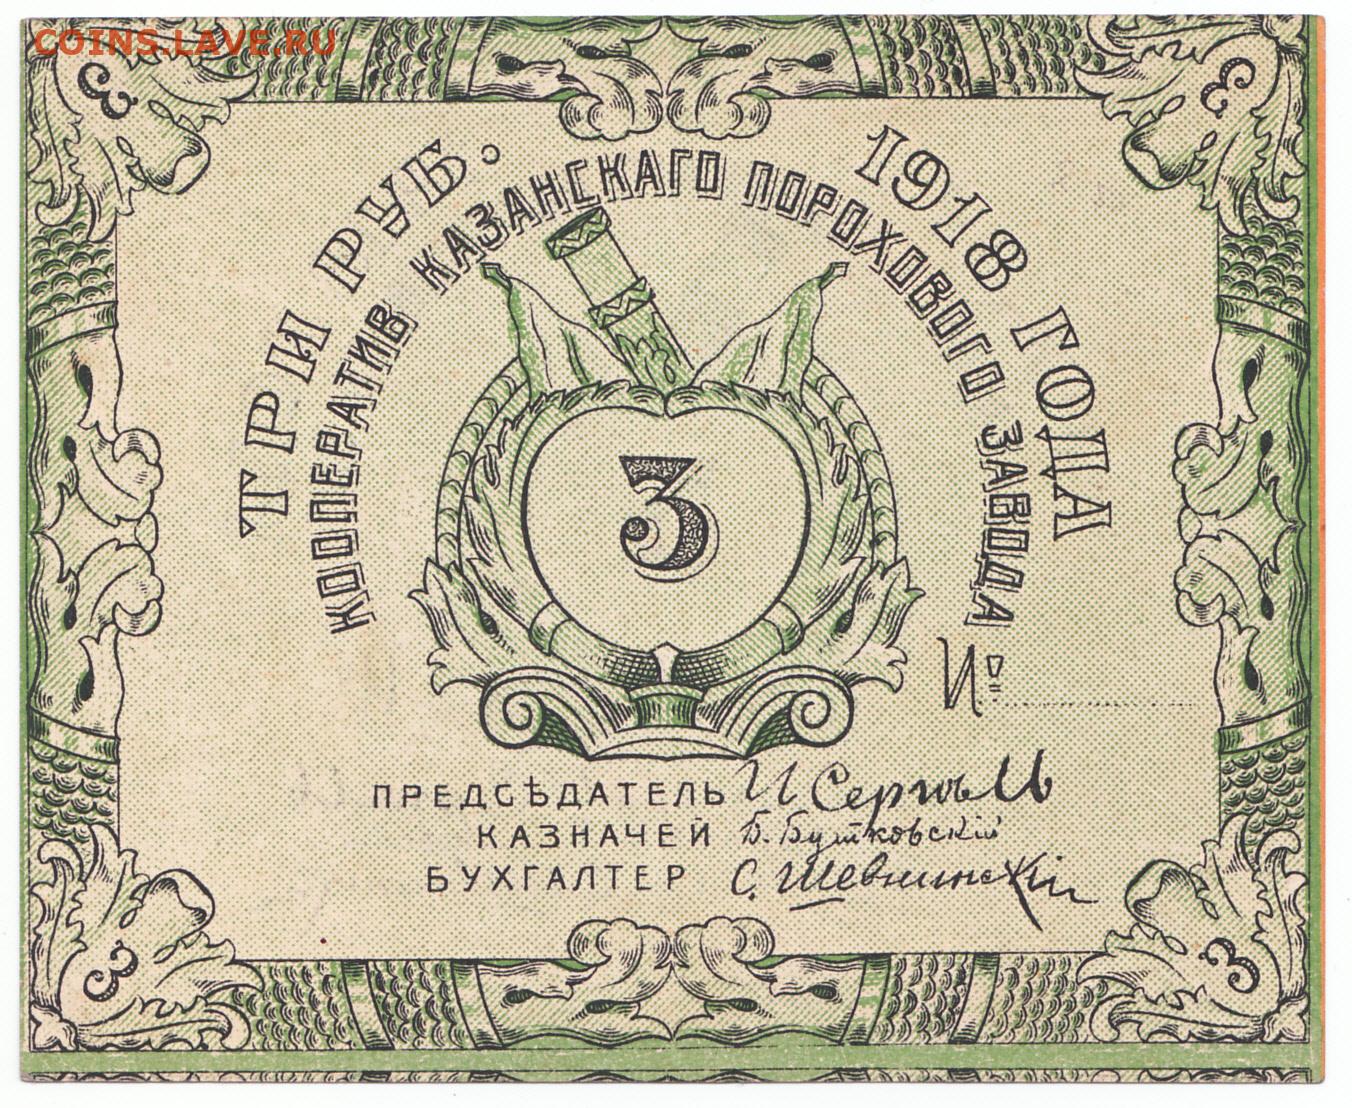 COINS.LAVE.RU
3 3
ТРИ РУБ. 1918 ГОДА
КООПЕРАТИВ КАЗАНСКАГО ПОРОХОВОГО ЗАВОДА
3
№
ПРЕДСѢДАТЕЛЬ И
КАЗНАЧЕЙ Б. Бутковскій
БУХГАЛТЕР С.
3 3